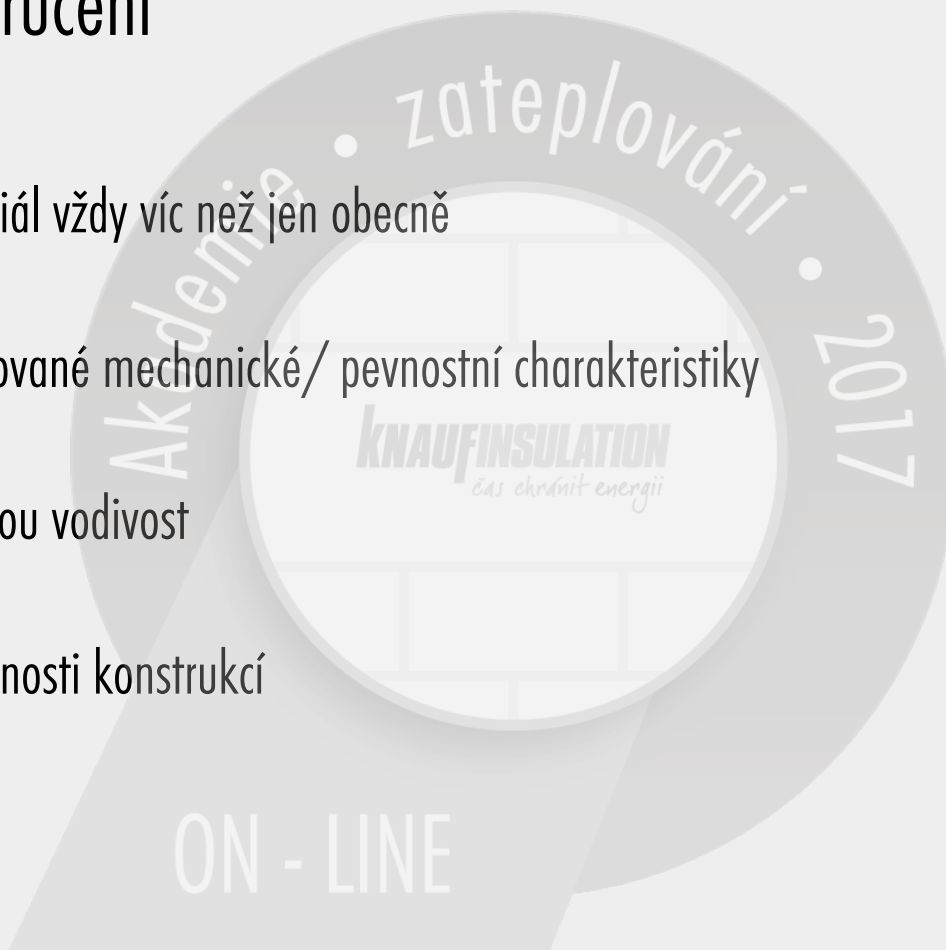 ručení
iál vždy víc než jen obecně
ované mechanické/ pevnostní charakteristiky
ou vodivost
nosti konstrukcí
Akademie • zateplování • 2017
KNAUFINSULATION
čas chránit energii
ON - LINE